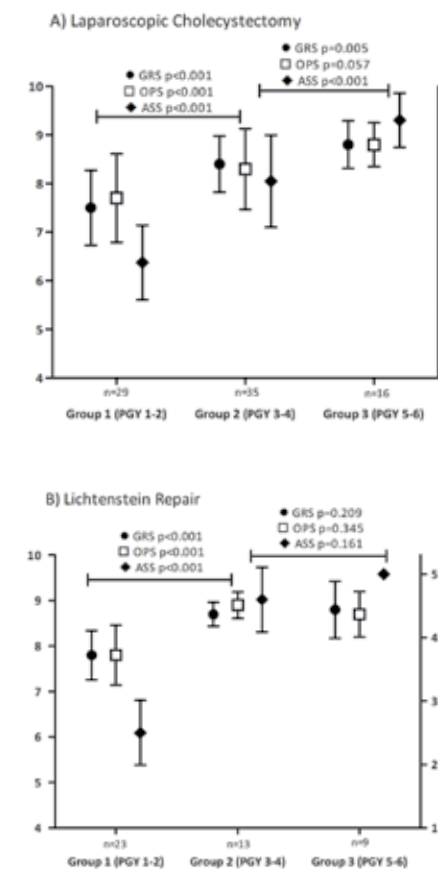 A) Laparoscopic Cholecystectomy
GRS p=0.005
OPS p=0.057
ASS p<0.001
GRS p<0.001
OPS p<0.001
ASS p<0.001
10
9
8
7
6
5
4
n=29 n=35 n=16
Group 1 (PGY 1-2) Group 2 (PGY 3-4) Group 3 (PGY 5-6)
B) Lichtenstein Repair
GRS p=0.209
OPS p=0.345
ASS p=0.161
GRS p<0.001
OPS p<0.001
ASS p<0.001
10
9
8
7
6
5
4
5
4
3
2
1
n=23 n=13 n=9
Group 1 (PGY 1-2) Group 2 (PGY 3-4) Group 3 (PGY 5-6)